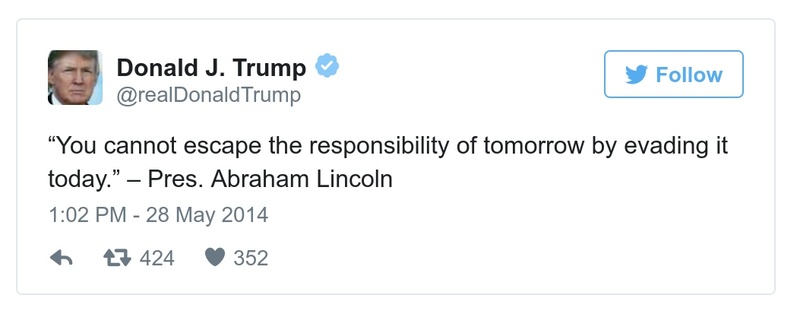 Donald J. Trump
@realDonaldTrump
Follow
“You cannot escape the responsibility of tomorrow by evading it
today.” – Pres. Abraham Lincoln
1:02 PM - 28 May 2014
424 352